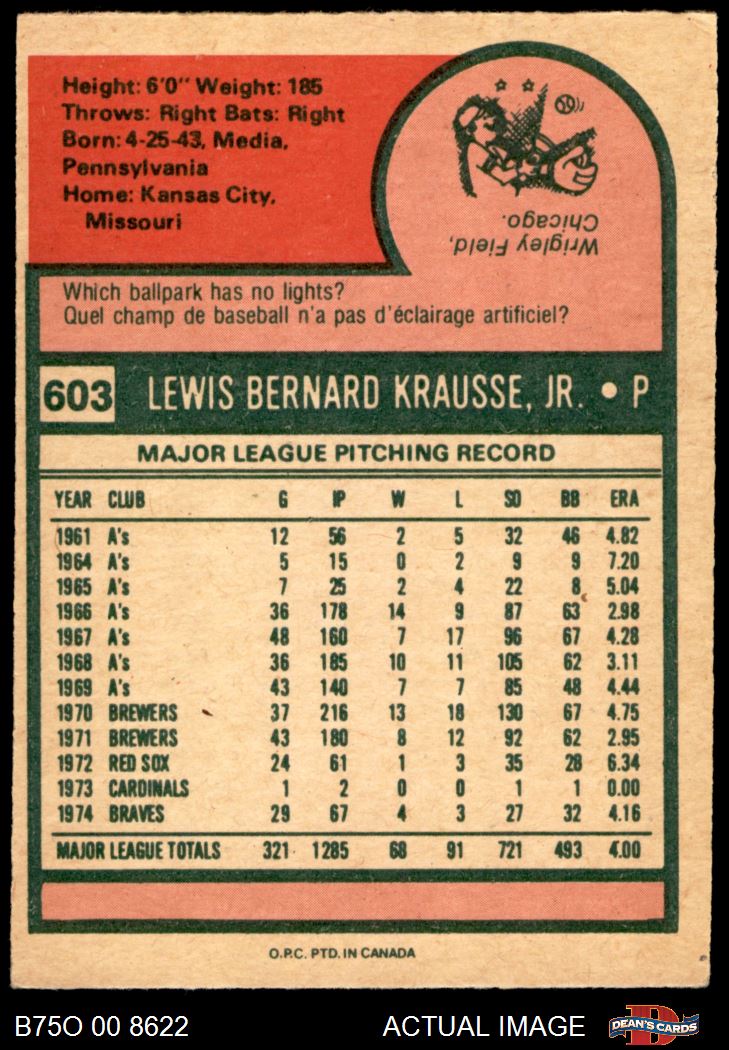 Height: 6'0" Weight: 185
Throws: Right Bats: Right
Born: 4-25-43, Media,
Pennsylvania
Home: Kansas City,
Missouri
Wrigley Field,
Chicago.
Which ballpark has no lights?
Quel champ de baseball n'a pas d'éclairage artificiel?
603 LEWIS BERNARD KRAUSSE, JR. • P
MAJOR LEAGUE PITCHING RECORD
YEAR CLUB G IP W L SO BB ERA
1961 A's 12 56 2 5 32 46 4.82
1964 A's 5 15 0 2 9 9 7.20
1965 A's 7 25 2 4 22 8 5.04
1966 A's 36 178 14 9 87 63 2.98
1967 A's 48 160 7 17 96 67 4.28
1968 A's 36 185 10 11 105 62 3.11
1969 A's 43 140 7 7 85 48 4.44
1970 BREWERS 37 216 13 18 130 67 4.75
1971 BREWERS 43 180 8 12 92 62 2.95
1972 RED SOX 24 61 1 3 35 28 6.34
1973 CARDINALS 1 2 0 0 1 1 0.00
1974 BRAVES 29 67 4 3 27 32 4.16
MAJOR LEAGUE TOTALS 321 1285 68 91 721 493 4.00
O.P.C. PTD. IN CANADA
B75O 00 8622 ACTUAL IMAGE DEAN'S CARDS